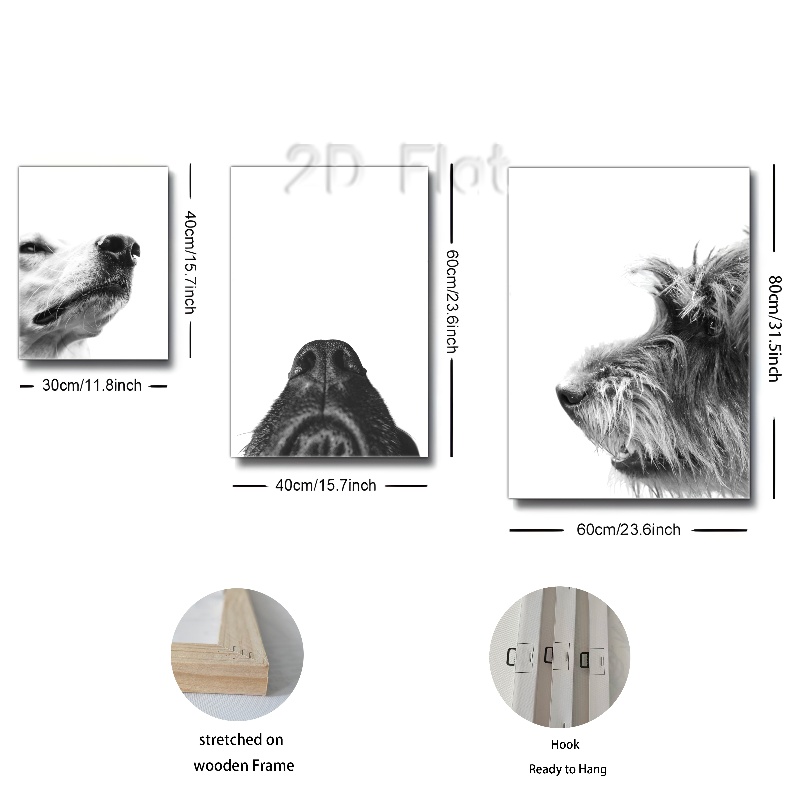 2D Flat
40cm/15.7inch
30cm/11.8inch
60cm/23.6inch
40cm/15.7inch
80cm/31.5inch
60cm/23.6inch
stretched on
wooden Frame
Hook
Ready to Hang